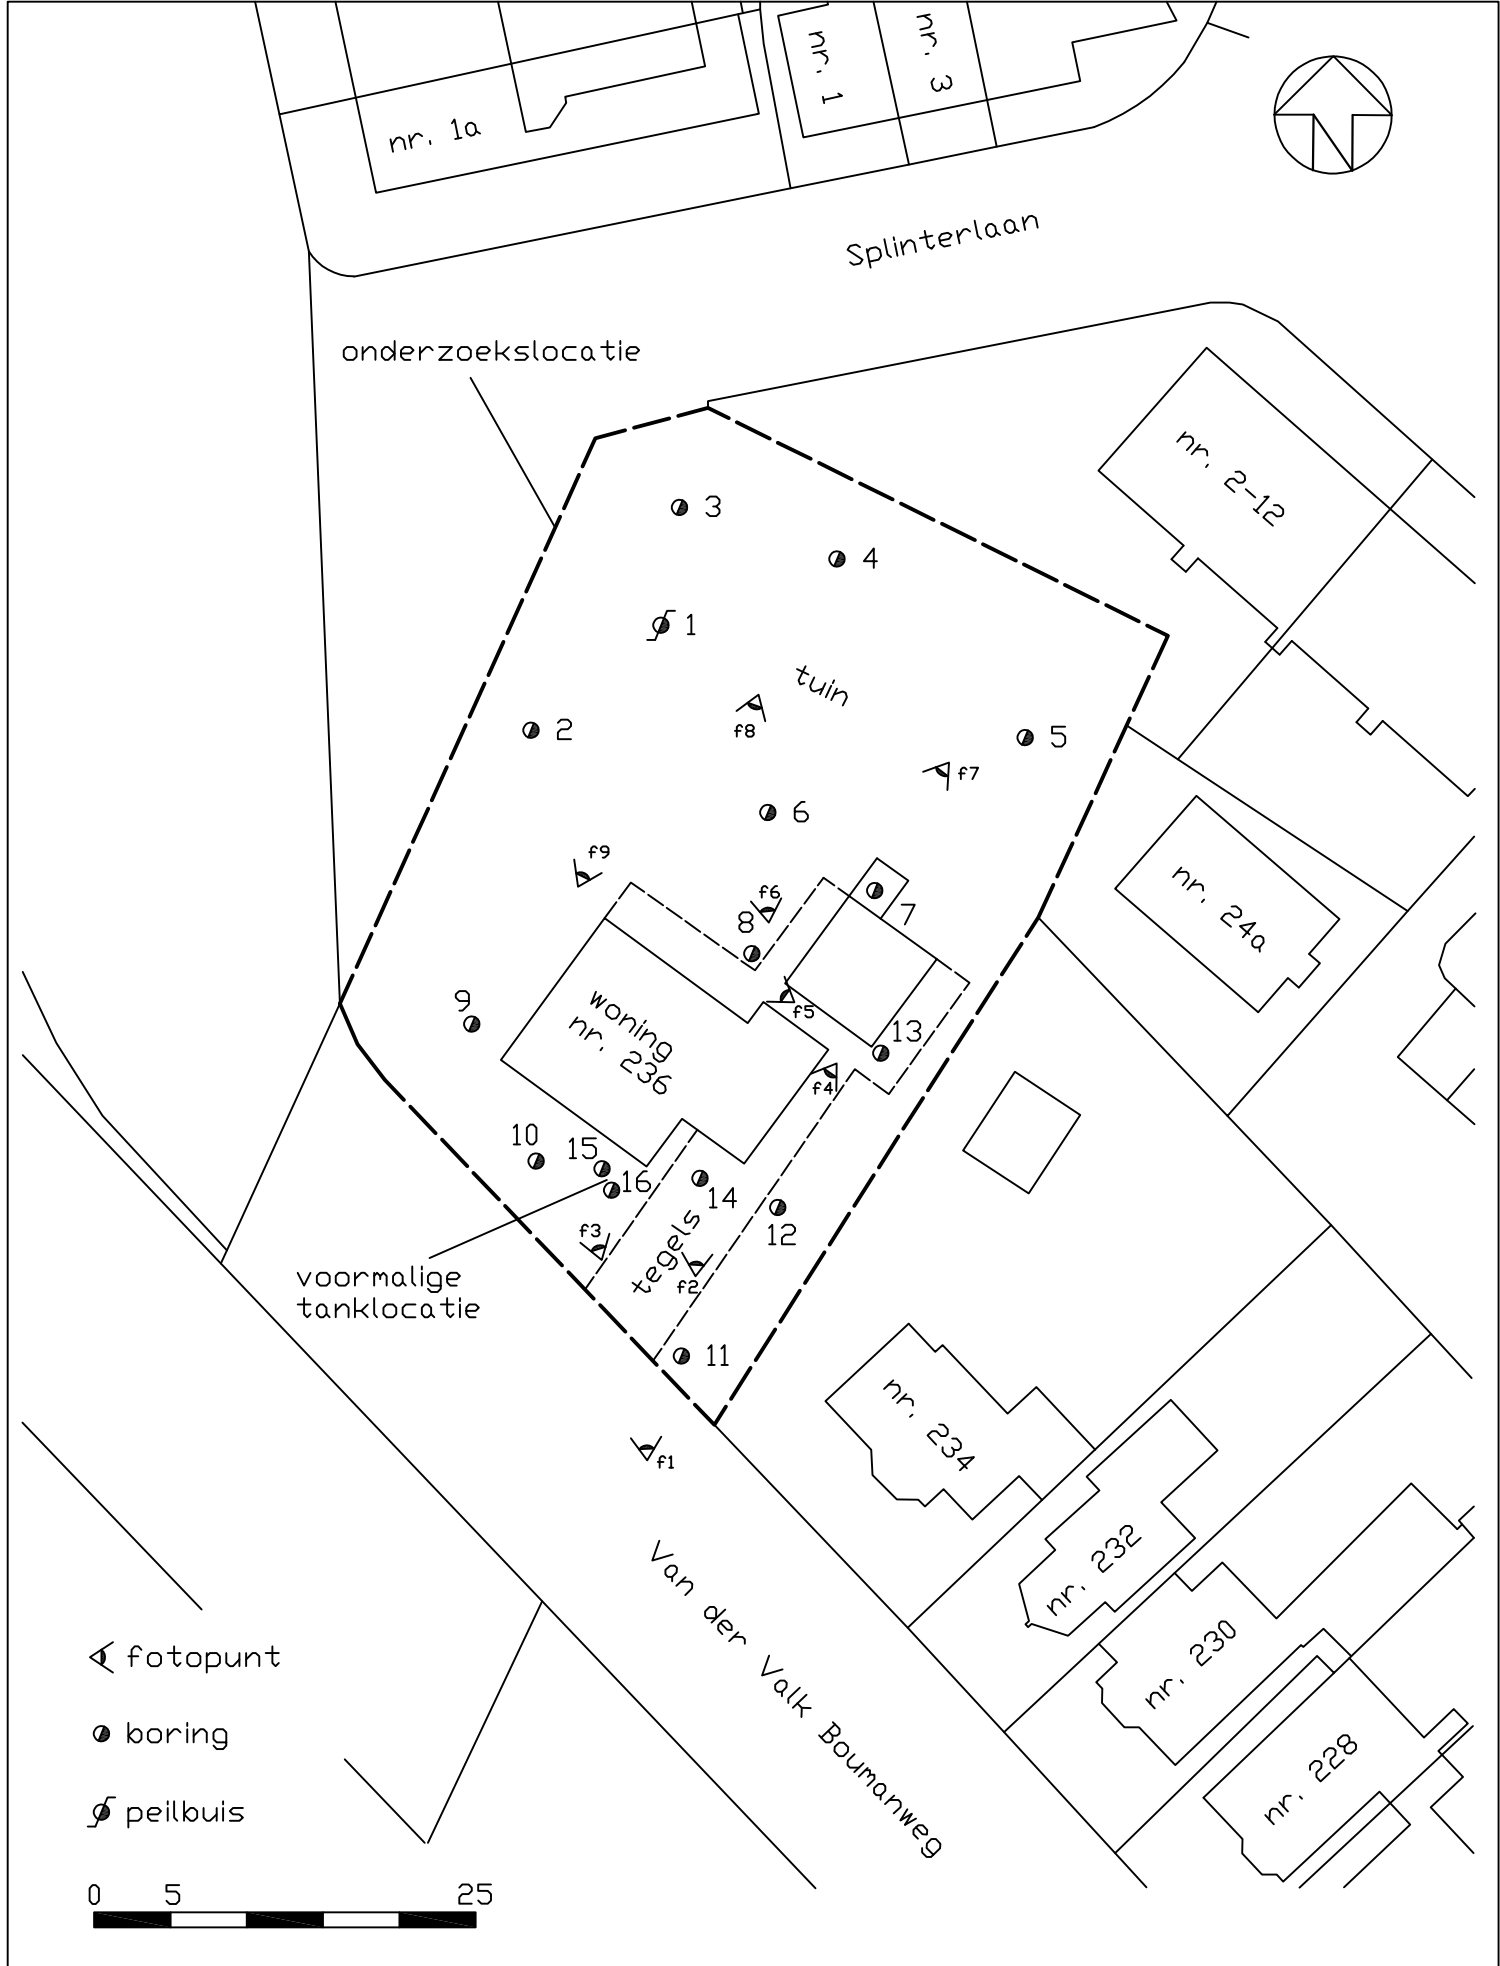 nr. 1
nr. 3
nr. 1a
Splinterlaan
onderzoekslocatie
nr. 2-12
3
4
1
tuin
2
f8
5
f7
6
f9
f6
7
8
nr. 24a
9
woning
nr. 236
f5
13
f4
10
15
16
14
12
f3
tegels
f2
voormalige
tanklocatie
11
nr. 234
f1
nr. 232
Van der Valk Boumanweg
nr. 230
nr. 228
fotopunt
boring
peilbuis
0 5 25